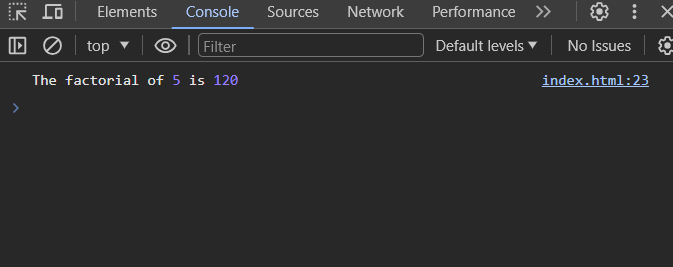 Elements Console Sources Network Performance
top Filter Default levels No Issues
The factorial of 5 is 120 index.html:23